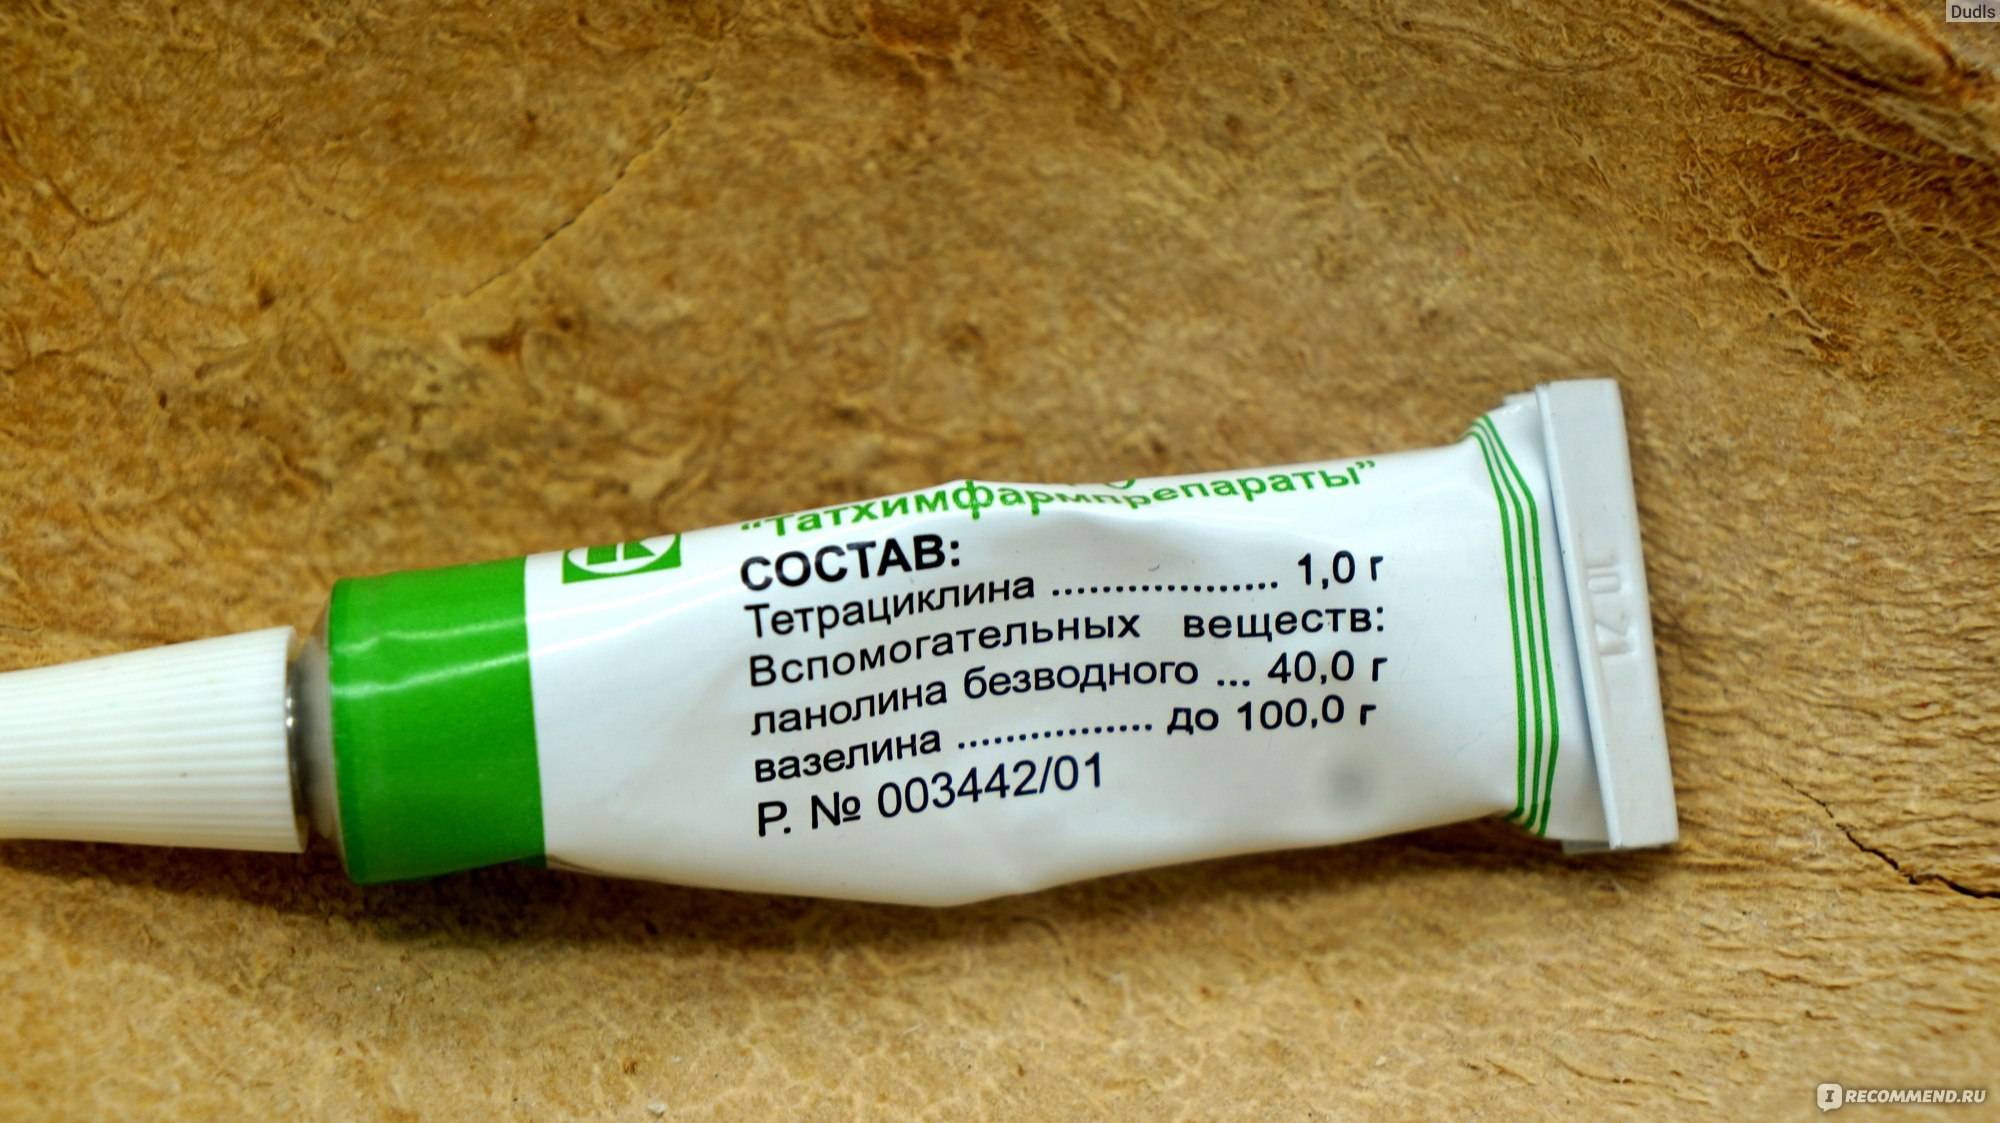 Dudls
"Татхимфармпрепараты"
СОСТАВ:
Тетрациклина .................. 1,0 г
Вспомогательных веществ:
ланолина безводного ... 40,0 г
вазелина ................ до 100,0 г
Р. № 003442/01
IRECOMMEND.RU